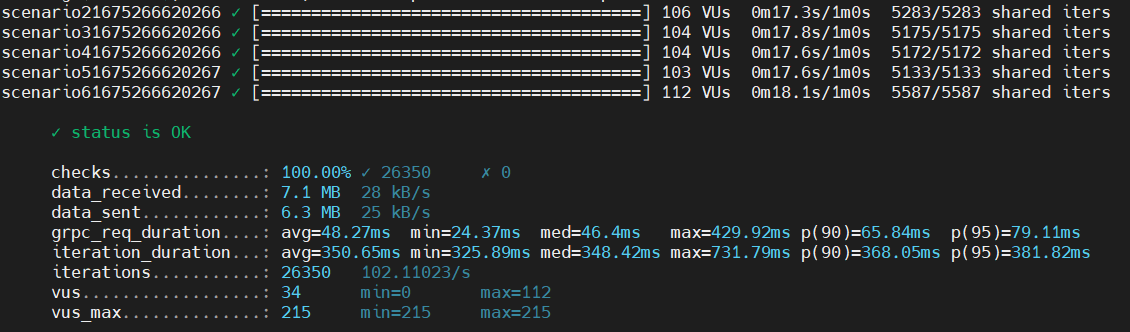 scenario21675266620266 ✓ [======================================] 106 VUs  0m17.3s/1m0s  5283/5283 shared iters
scenario31675266620266 ✓ [======================================] 104 VUs  0m17.8s/1m0s  5175/5175 shared iters
scenario41675266620266 ✓ [======================================] 104 VUs  0m17.6s/1m0s  5172/5172 shared iters
scenario51675266620267 ✓ [======================================] 103 VUs  0m17.6s/1m0s  5133/5133 shared iters
scenario61675266620267 ✓ [======================================] 112 VUs  0m18.1s/1m0s  5587/5587 shared iters
✓ status is OK
checks...............: 100.00% ✓ 26350     ✗ 0
data_received........: 7.1 MB  28 kB/s
data_sent............: 6.3 MB  25 kB/s
grpc_req_duration....: avg=48.27ms  min=24.37ms  med=46.4ms   max=429.92ms p(90)=65.84ms  p(95)=79.11ms
iteration_duration...: avg=350.65ms min=325.89ms med=348.42ms max=731.79ms p(90)=368.05ms p(95)=381.82ms
iterations...........: 26350   102.11023/s
vus..................: 34      min=0       max=112
vus_max..............: 215     min=215     max=215